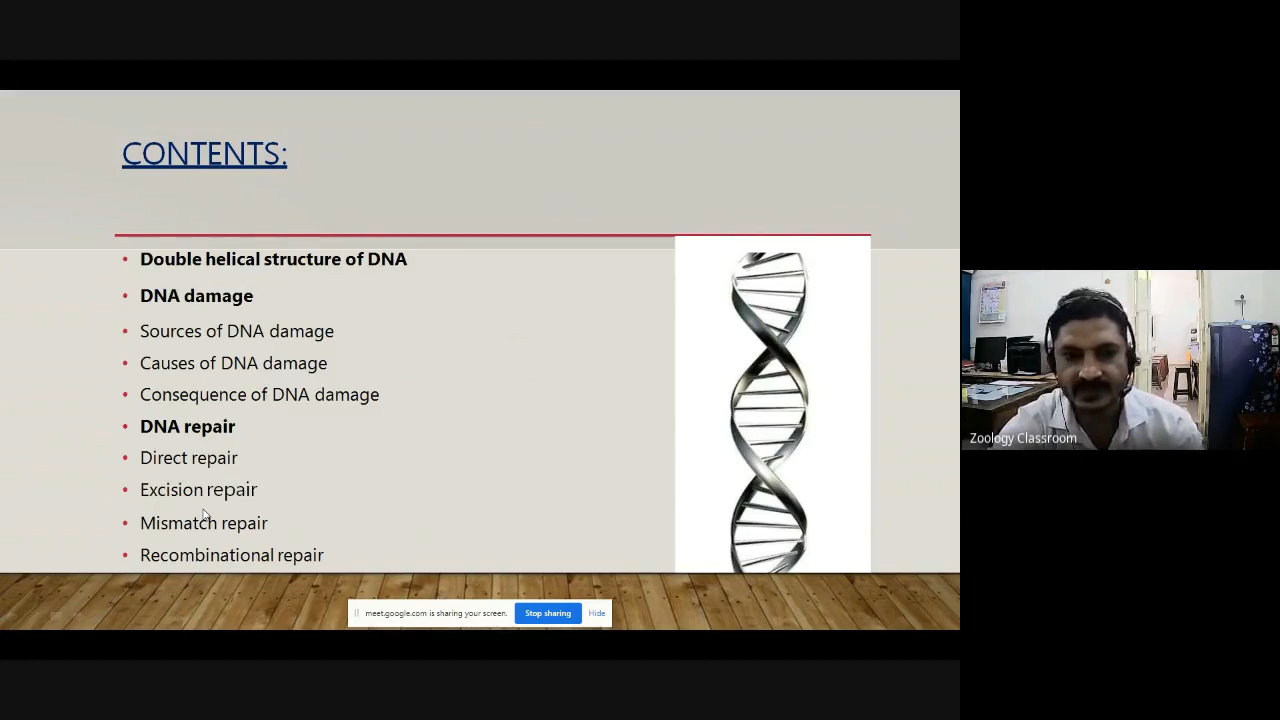 CONTENTS:
• Double helical structure of DNA
• DNA damage
• Sources of DNA damage
• Causes of DNA damage
• Consequence of DNA damage
• DNA repair
• Direct repair
• Excision repair
• Mismatch repair
• Recombinational repair
Zoology Classroom
meet.google.com is sharing your screen. Stop sharing Hide